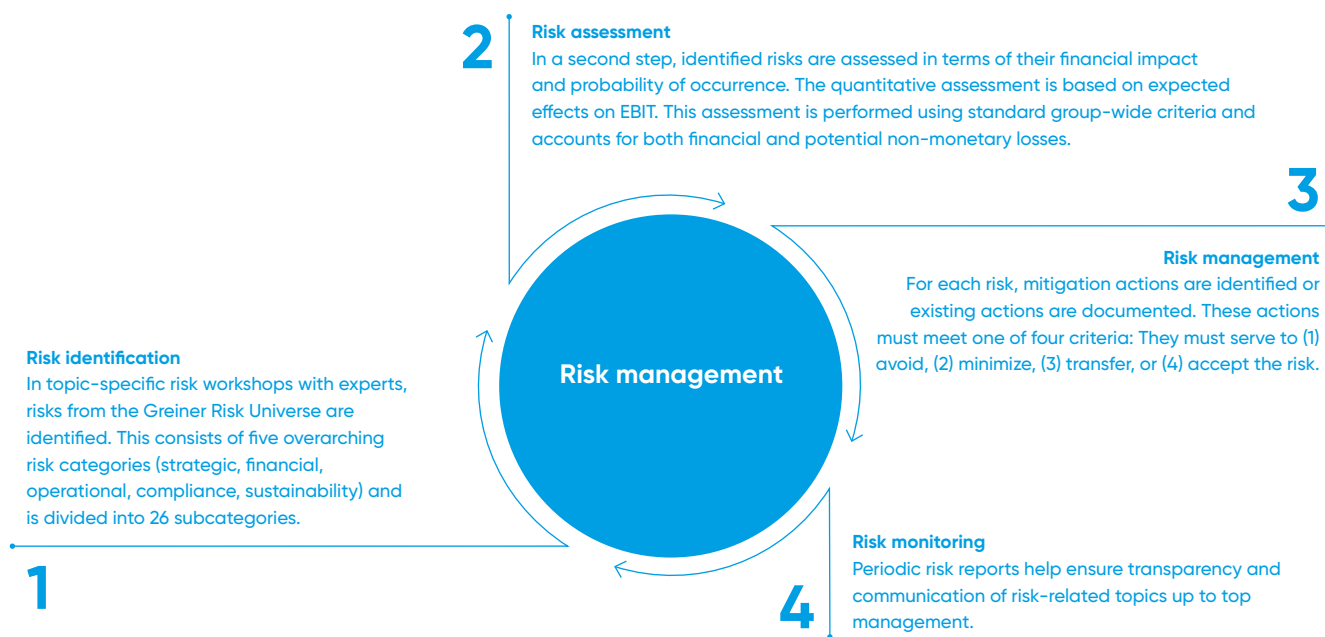 1
Risk identification
In topic-specific risk workshops with experts,
risks from the Greiner Risk Universe are
identified. This consists of five overarching
risk categories (strategic, financial,
operational, compliance, sustainability) and
is divided into 26 subcategories.
2
Risk assessment
In a second step, identified risks are assessed in terms of their financial impact
and probability of occurrence. The quantitative assessment is based on expected
effects on EBIT. This assessment is performed using standard group-wide criteria and
accounts for both financial and potential non-monetary losses.
3
Risk management
For each risk, mitigation actions are identified or
existing actions are documented. These actions
must meet one of four criteria: They must serve to (1)
avoid, (2) minimize, (3) transfer, or (4) accept the risk.
4
Risk monitoring
Periodic risk reports help ensure transparency and
communication of risk-related topics up to top
management.
Risk management